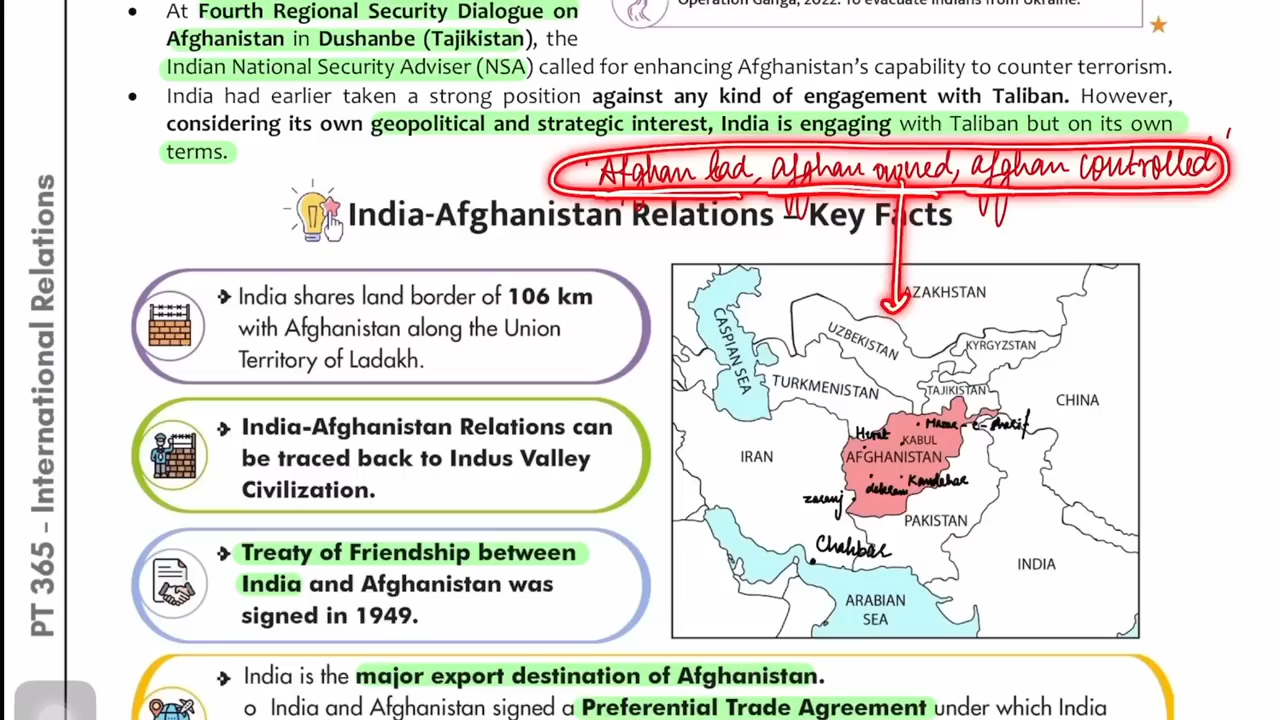 Operation Ganga, 2022: To evacuate Indians from Ukraine.
• At Fourth Regional Security Dialogue on
Afghanistan in Dushanbe (Tajikistan), the
Indian National Security Adviser (NSA) called for enhancing Afghanistan's capability to counter terrorism.
• India had earlier taken a strong position against any kind of engagement with Taliban. However,
considering its own geopolitical and strategic interest, India is engaging with Taliban but on its own
terms.
'Afghan lead, afghan owned, afghan controlled'
India-Afghanistan Relations – Key Facts
PT 365 - International Relations
India shares land border of 106 km
with Afghanistan along the Union
Territory of Ladakh.
India-Afghanistan Relations can
be traced back to Indus Valley
Civilization.
Treaty of Friendship between
India and Afghanistan was
signed in 1949.
AZAKHSTAN
CASPIAN SEA
UZBEKISTAN
KYRGYZSTAN
TURKMENISTAN
TAJIKISTAN
CHINA
Herat
Mazar-e-sharif
KABUL
IRAN
AFGHANISTAN
Kandahar
delaram
zaranj
PAKISTAN
Chahbar
INDIA
ARABIAN
SEA
India is the major export destination of Afghanistan.
o India and Afghanistan signed a Preferential Trade Agreement under which India